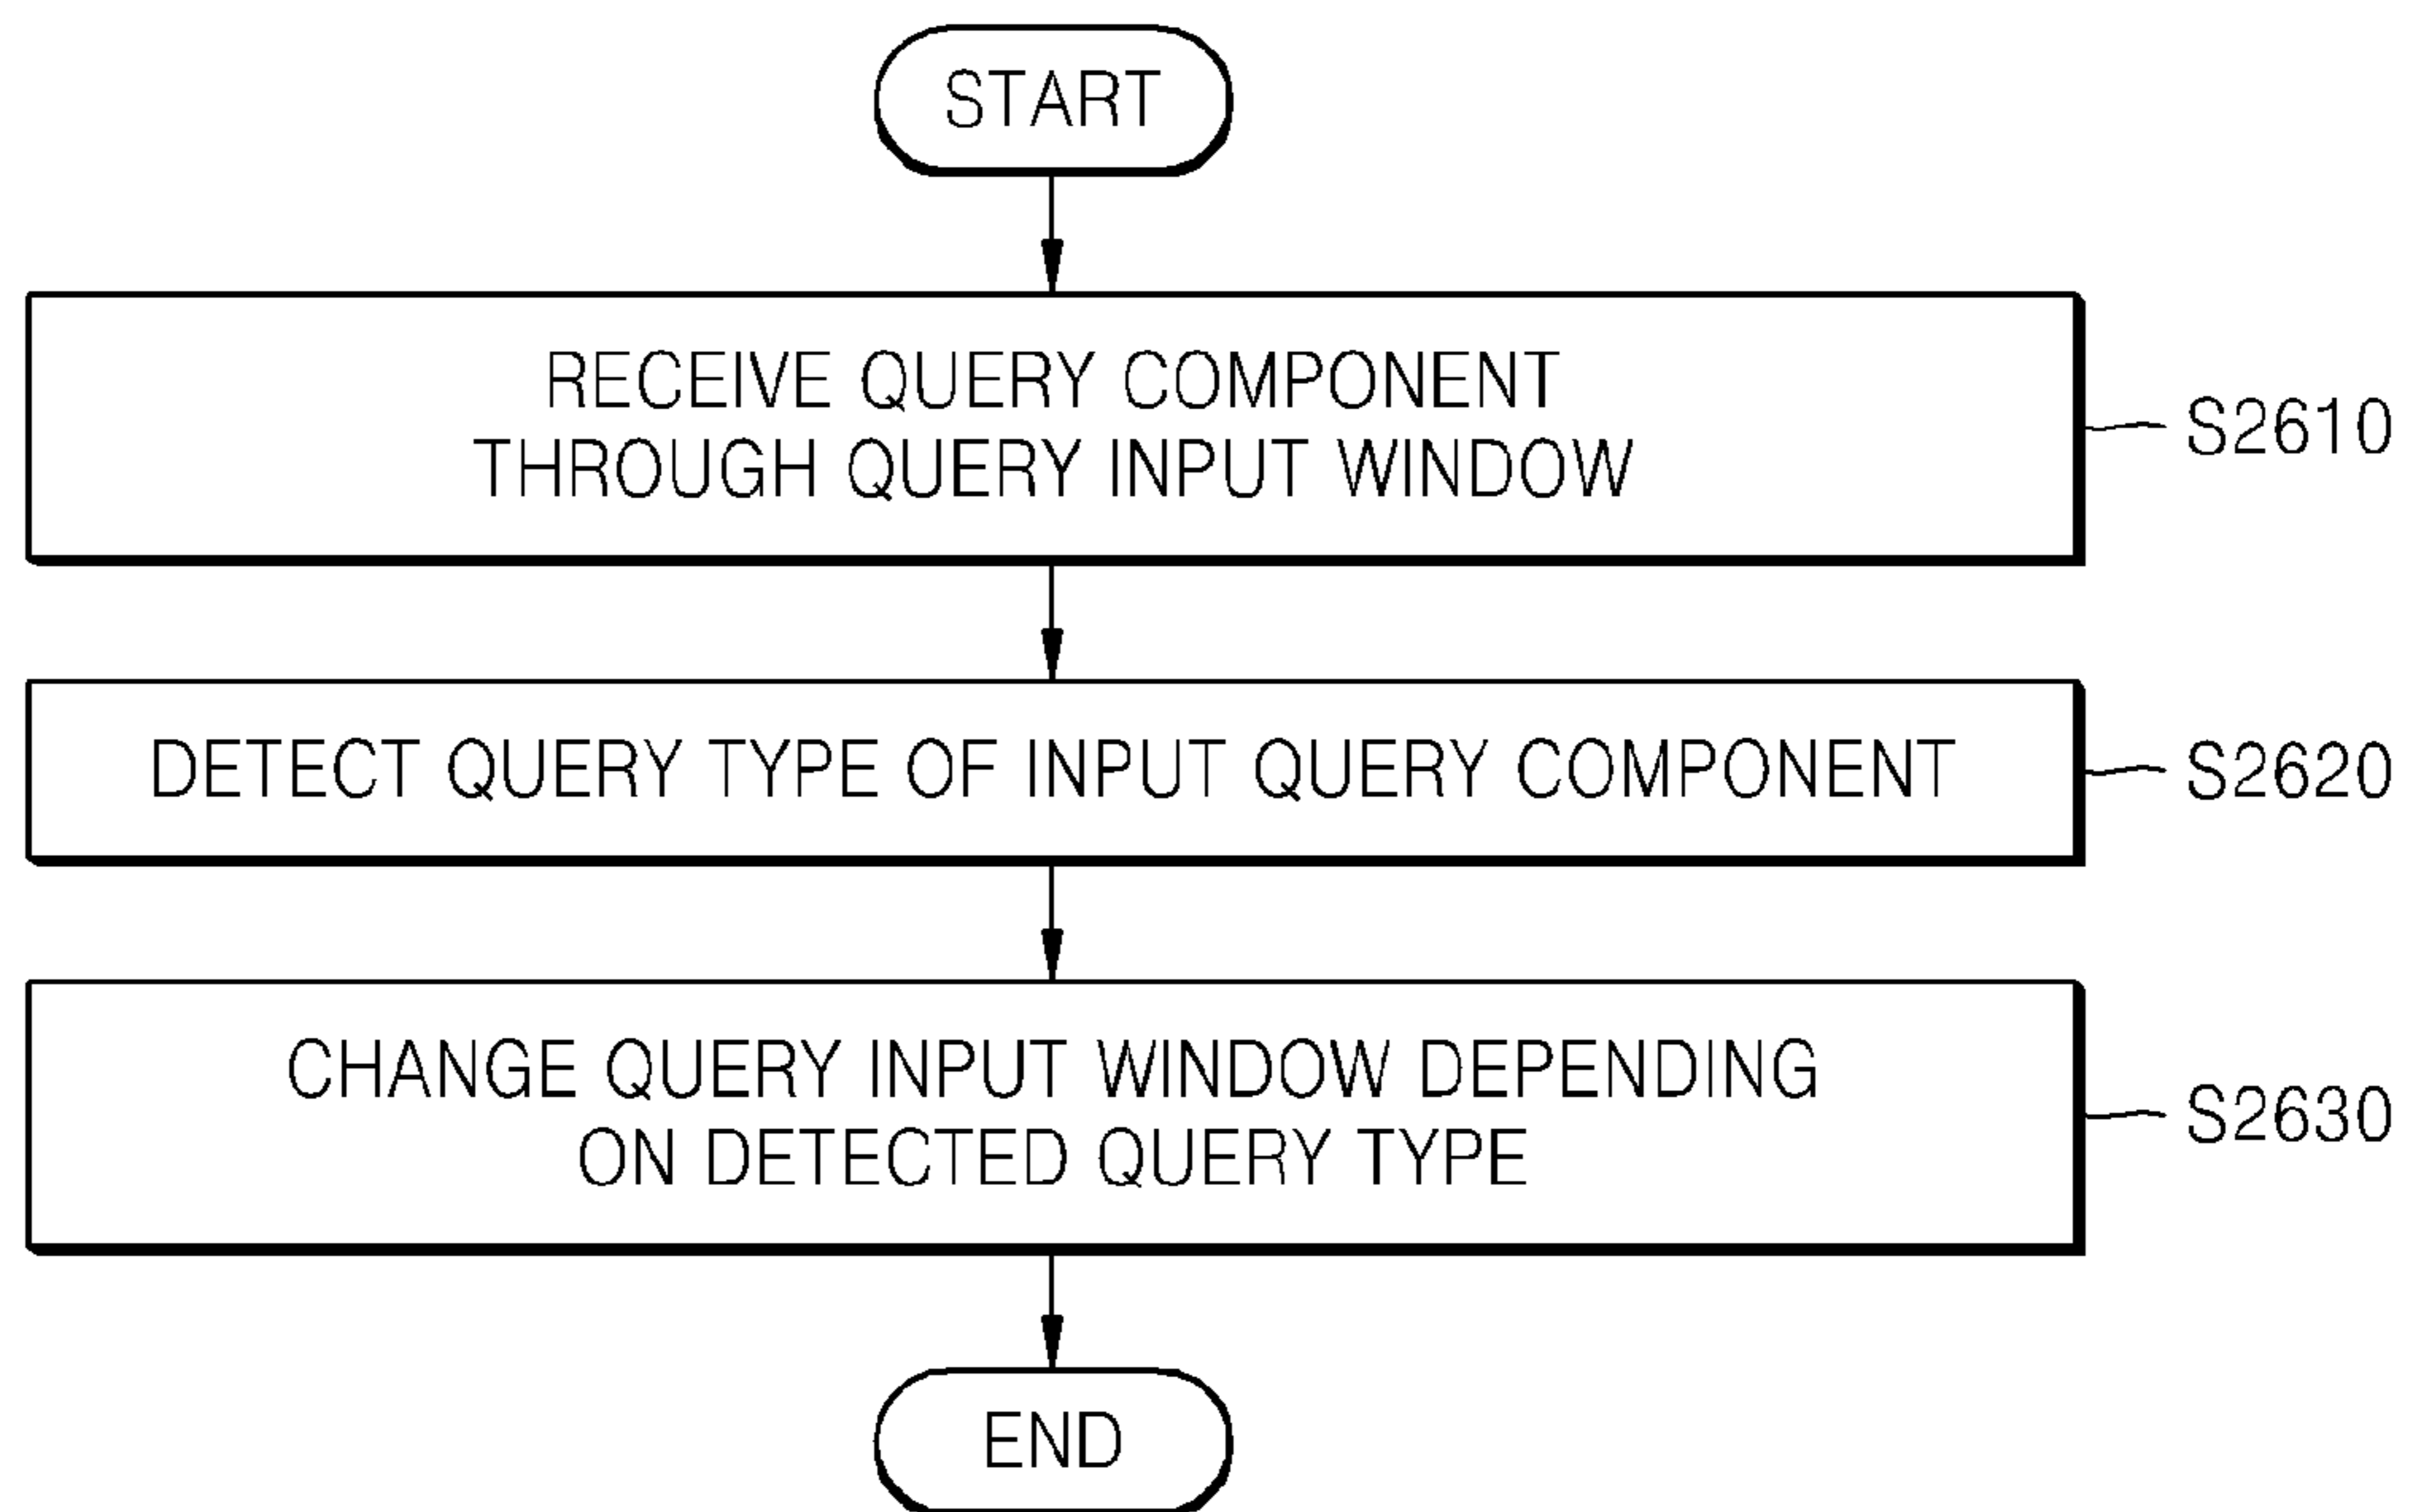 START
RECEIVE QUERY COMPONENT
THROUGH QUERY INPUT WINDOW
S2610
DETECT QUERY TYPE OF INPUT QUERY COMPONENT
S2620
CHANGE QUERY INPUT WINDOW DEPENDING
ON DETECTED QUERY TYPE
S2630
END